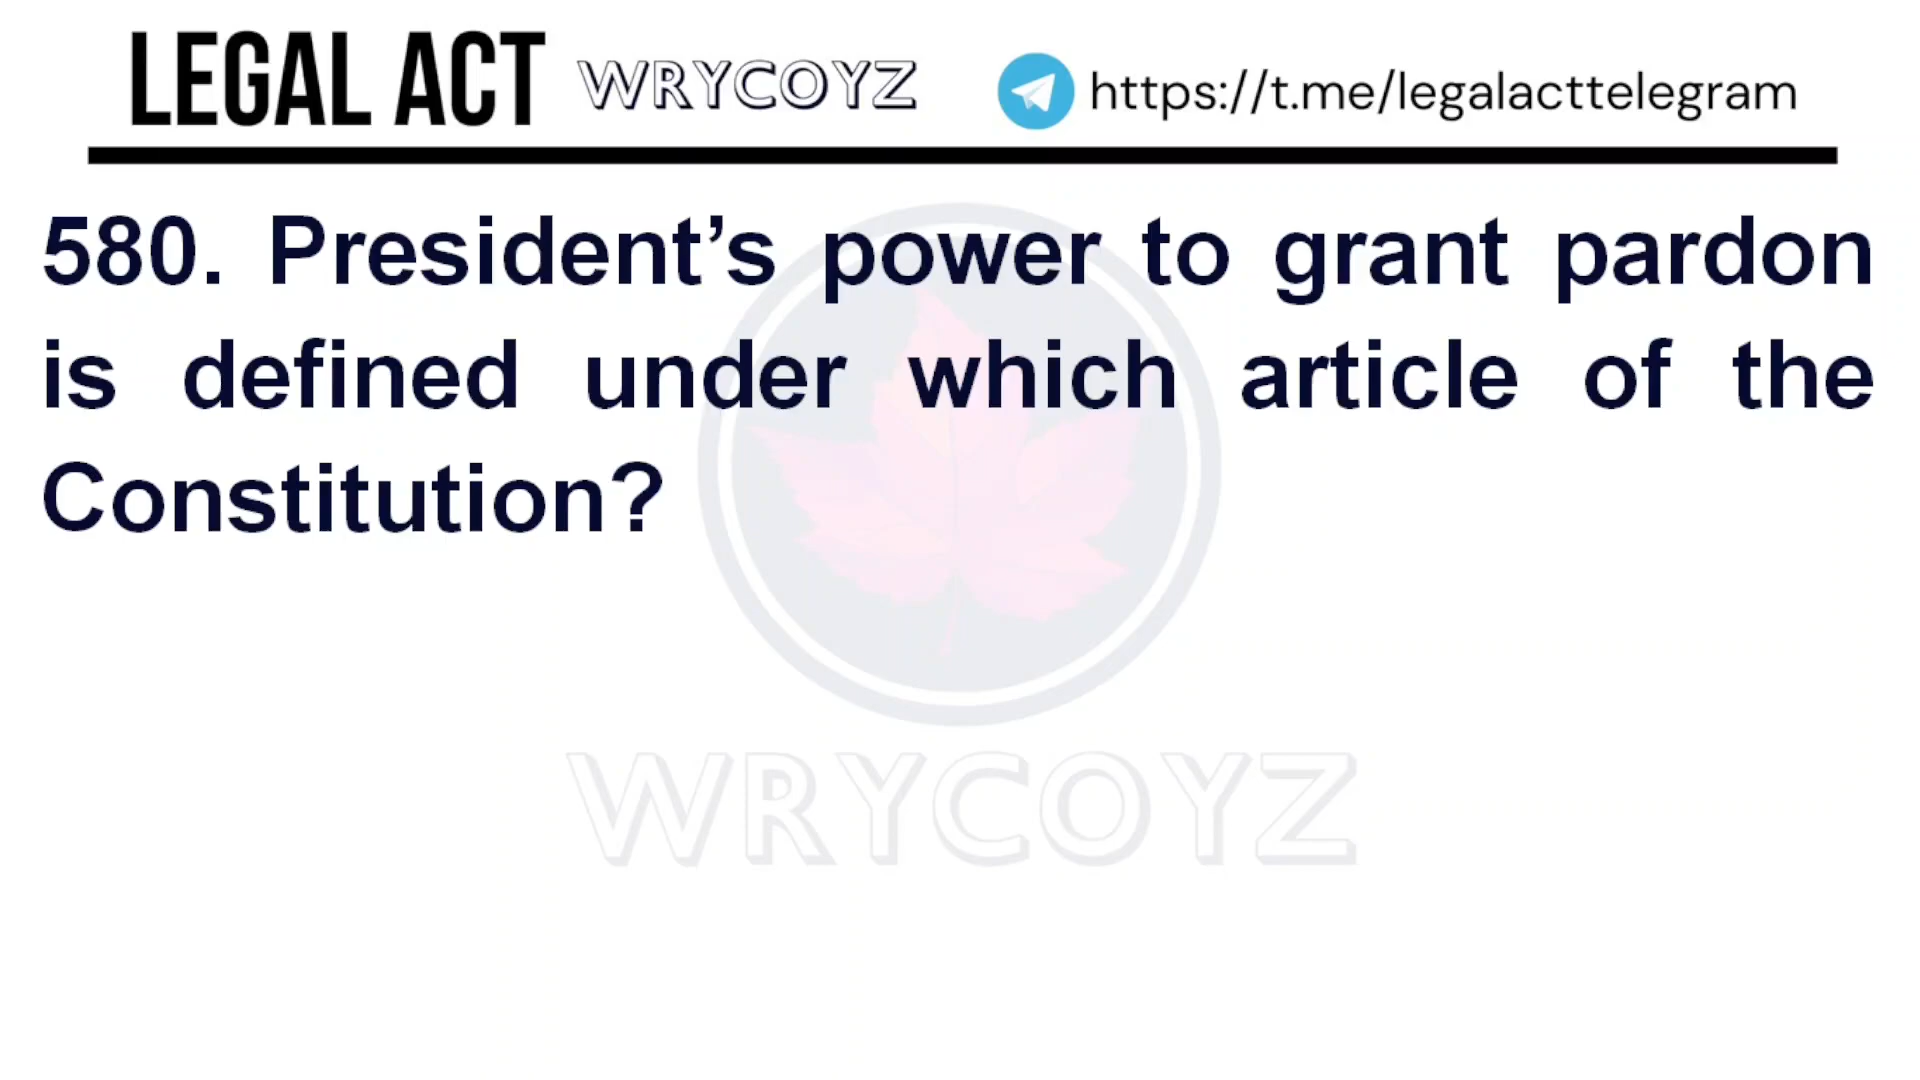 LEGAL ACT WRYCOYZ https://t.me/legalacttelegram
580. President’s power to grant pardon
is defined under which article of the
Constitution?
WRYCOYZ